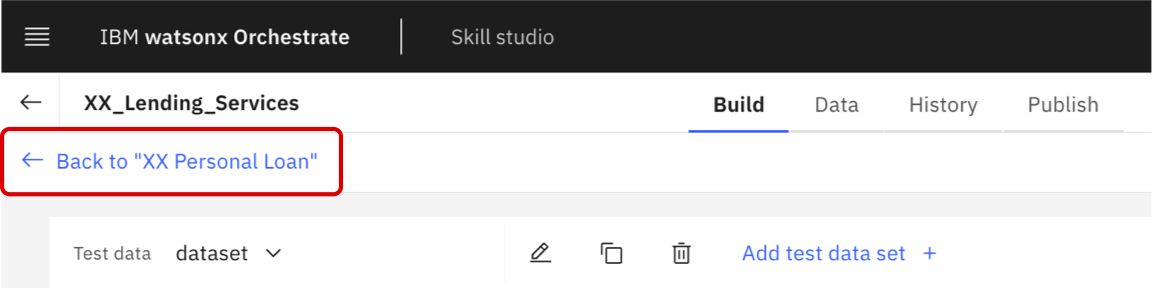 IBM watsonx Orchestrate Skill studio
XX_Lending_Services Build Data History Publish
← Back to "XX Personal Loan"
Test data dataset Add test data set +